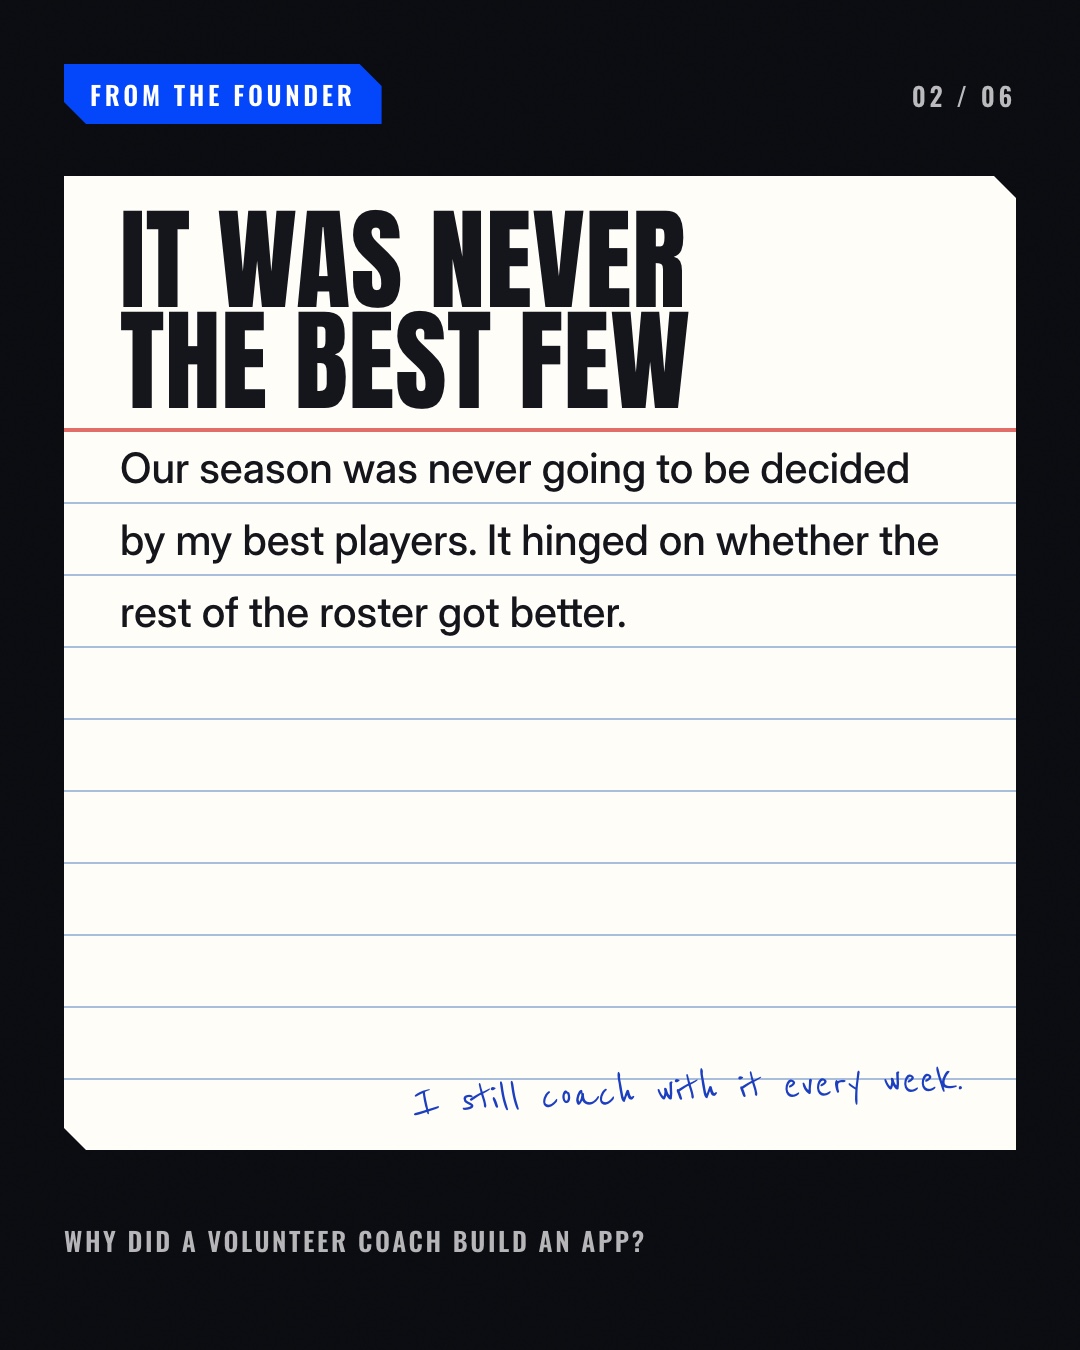 FROM THE FOUNDER
02 / 06
IT WAS NEVER
THE BEST FEW
Our season was never going to be decided
by my best players. It hinged on whether the
rest of the roster got better.
I still coach with it every week.
WHY DID A VOLUNTEER COACH BUILD AN APP?